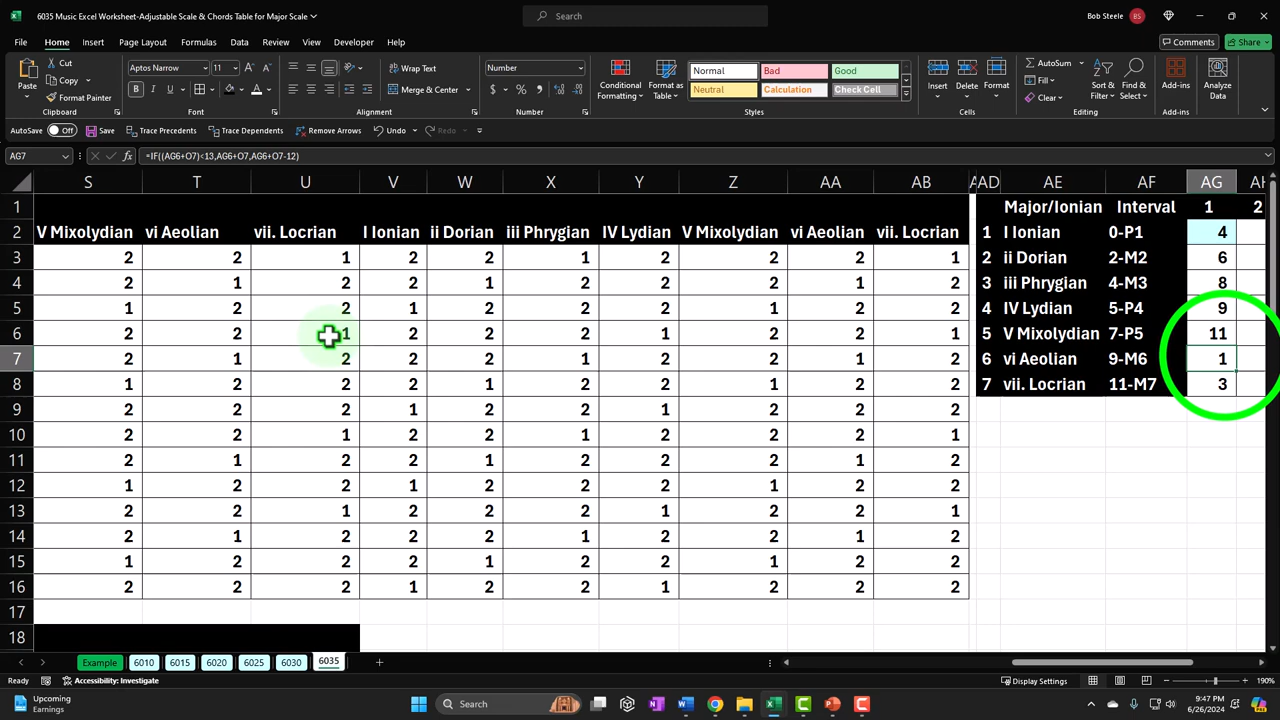 6035 Music Excel Worksheet-Adjustable Scale & Chords Table for Major Scale
Search
Bob Steele BS
File Home Insert Page Layout Formulas Data Review View Developer Help
Comments Share
Paste Cut Copy Format Painter
Aptos Narrow 11
B I U
Wrap Text
Merge & Center
Number
Conditional Formatting Format as Table
Normal Bad Good
Neutral Calculation Check Cell
Insert Delete Format
AutoSum Fill Clear
Sort & Filter Find & Select
Add-ins Analyze Data
Clipboard Font Alignment Number Styles Cells Editing Add-ins
AutoSave Off Save Trace Precedents Trace Dependents Remove Arrows Undo Redo
AG7 fx =IF((AG6+O7)<13,AG6+O7,AG6+O7-12)
S T U V W X Y Z AA AB AD AE AF AG AH
1 Major/Ionian Interval 1 2
2 V Mixolydian vi Aeolian vii. Locrian I Ionian ii Dorian iii Phrygian IV Lydian V Mixolydian vi Aeolian vii. Locrian 1 I Ionian 0-P1 4
3 2 2 1 2 2 1 2 2 2 1 2 ii Dorian 2-M2 6
4 2 1 2 2 1 2 2 2 1 2 3 iii Phrygian 4-M3 8
5 1 2 2 1 2 2 2 1 2 2 4 IV Lydian 5-P4 9
6 2 2 1 2 2 2 1 2 2 1 5 V Mixolydian 7-P5 11
7 2 1 2 2 2 1 2 2 1 2 6 vi Aeolian 9-M6 1
8 1 2 2 2 1 2 2 1 2 2 7 vii. Locrian 11-M7 3
9 2 2 2 1 2 2 1 2 2 2
10 2 2 1 2 2 1 2 2 2 1
11 2 1 2 2 1 2 2 2 1 2
12 1 2 2 1 2 2 2 1 2 2
13 2 2 1 2 2 2 1 2 2 1
14 2 1 2 2 2 1 2 2 1 2
15 1 2 2 2 1 2 2 1 2 2
16 2 2 2 1 2 2 1 2 2 2
17
18
Example 6010 6015 6020 6025 6030 6035
Ready Accessibility: Investigate Display Settings 190%
Upcoming
Earnings
Search
9:47 PM
6/26/2024